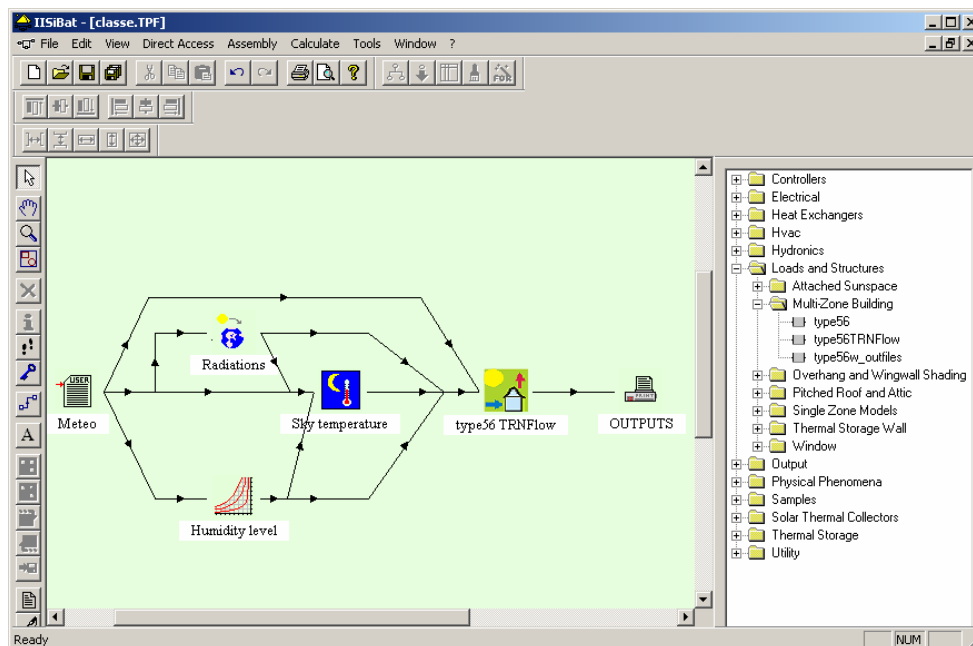 IISiBat - [classe.TPF]
File Edit View Direct Access Assembly Calculate Tools Window ?
FOR
A
USER
Meteo
Radiations
Sky temperature
Humidity level
type56 TRNFlow
PRINT
OUTPUTS
Controllers
Electrical
Heat Exchangers
Hvac
Hydronics
Loads and Structures
Attached Sunspace
Multi-Zone Building
type56
type56TRNFlow
type56w_outfiles
Overhang and Wingwall Shading
Pitched Roof and Attic
Single Zone Models
Thermal Storage Wall
Window
Output
Physical Phenomena
Samples
Solar Thermal Collectors
Thermal Storage
Utility
Ready
NUM